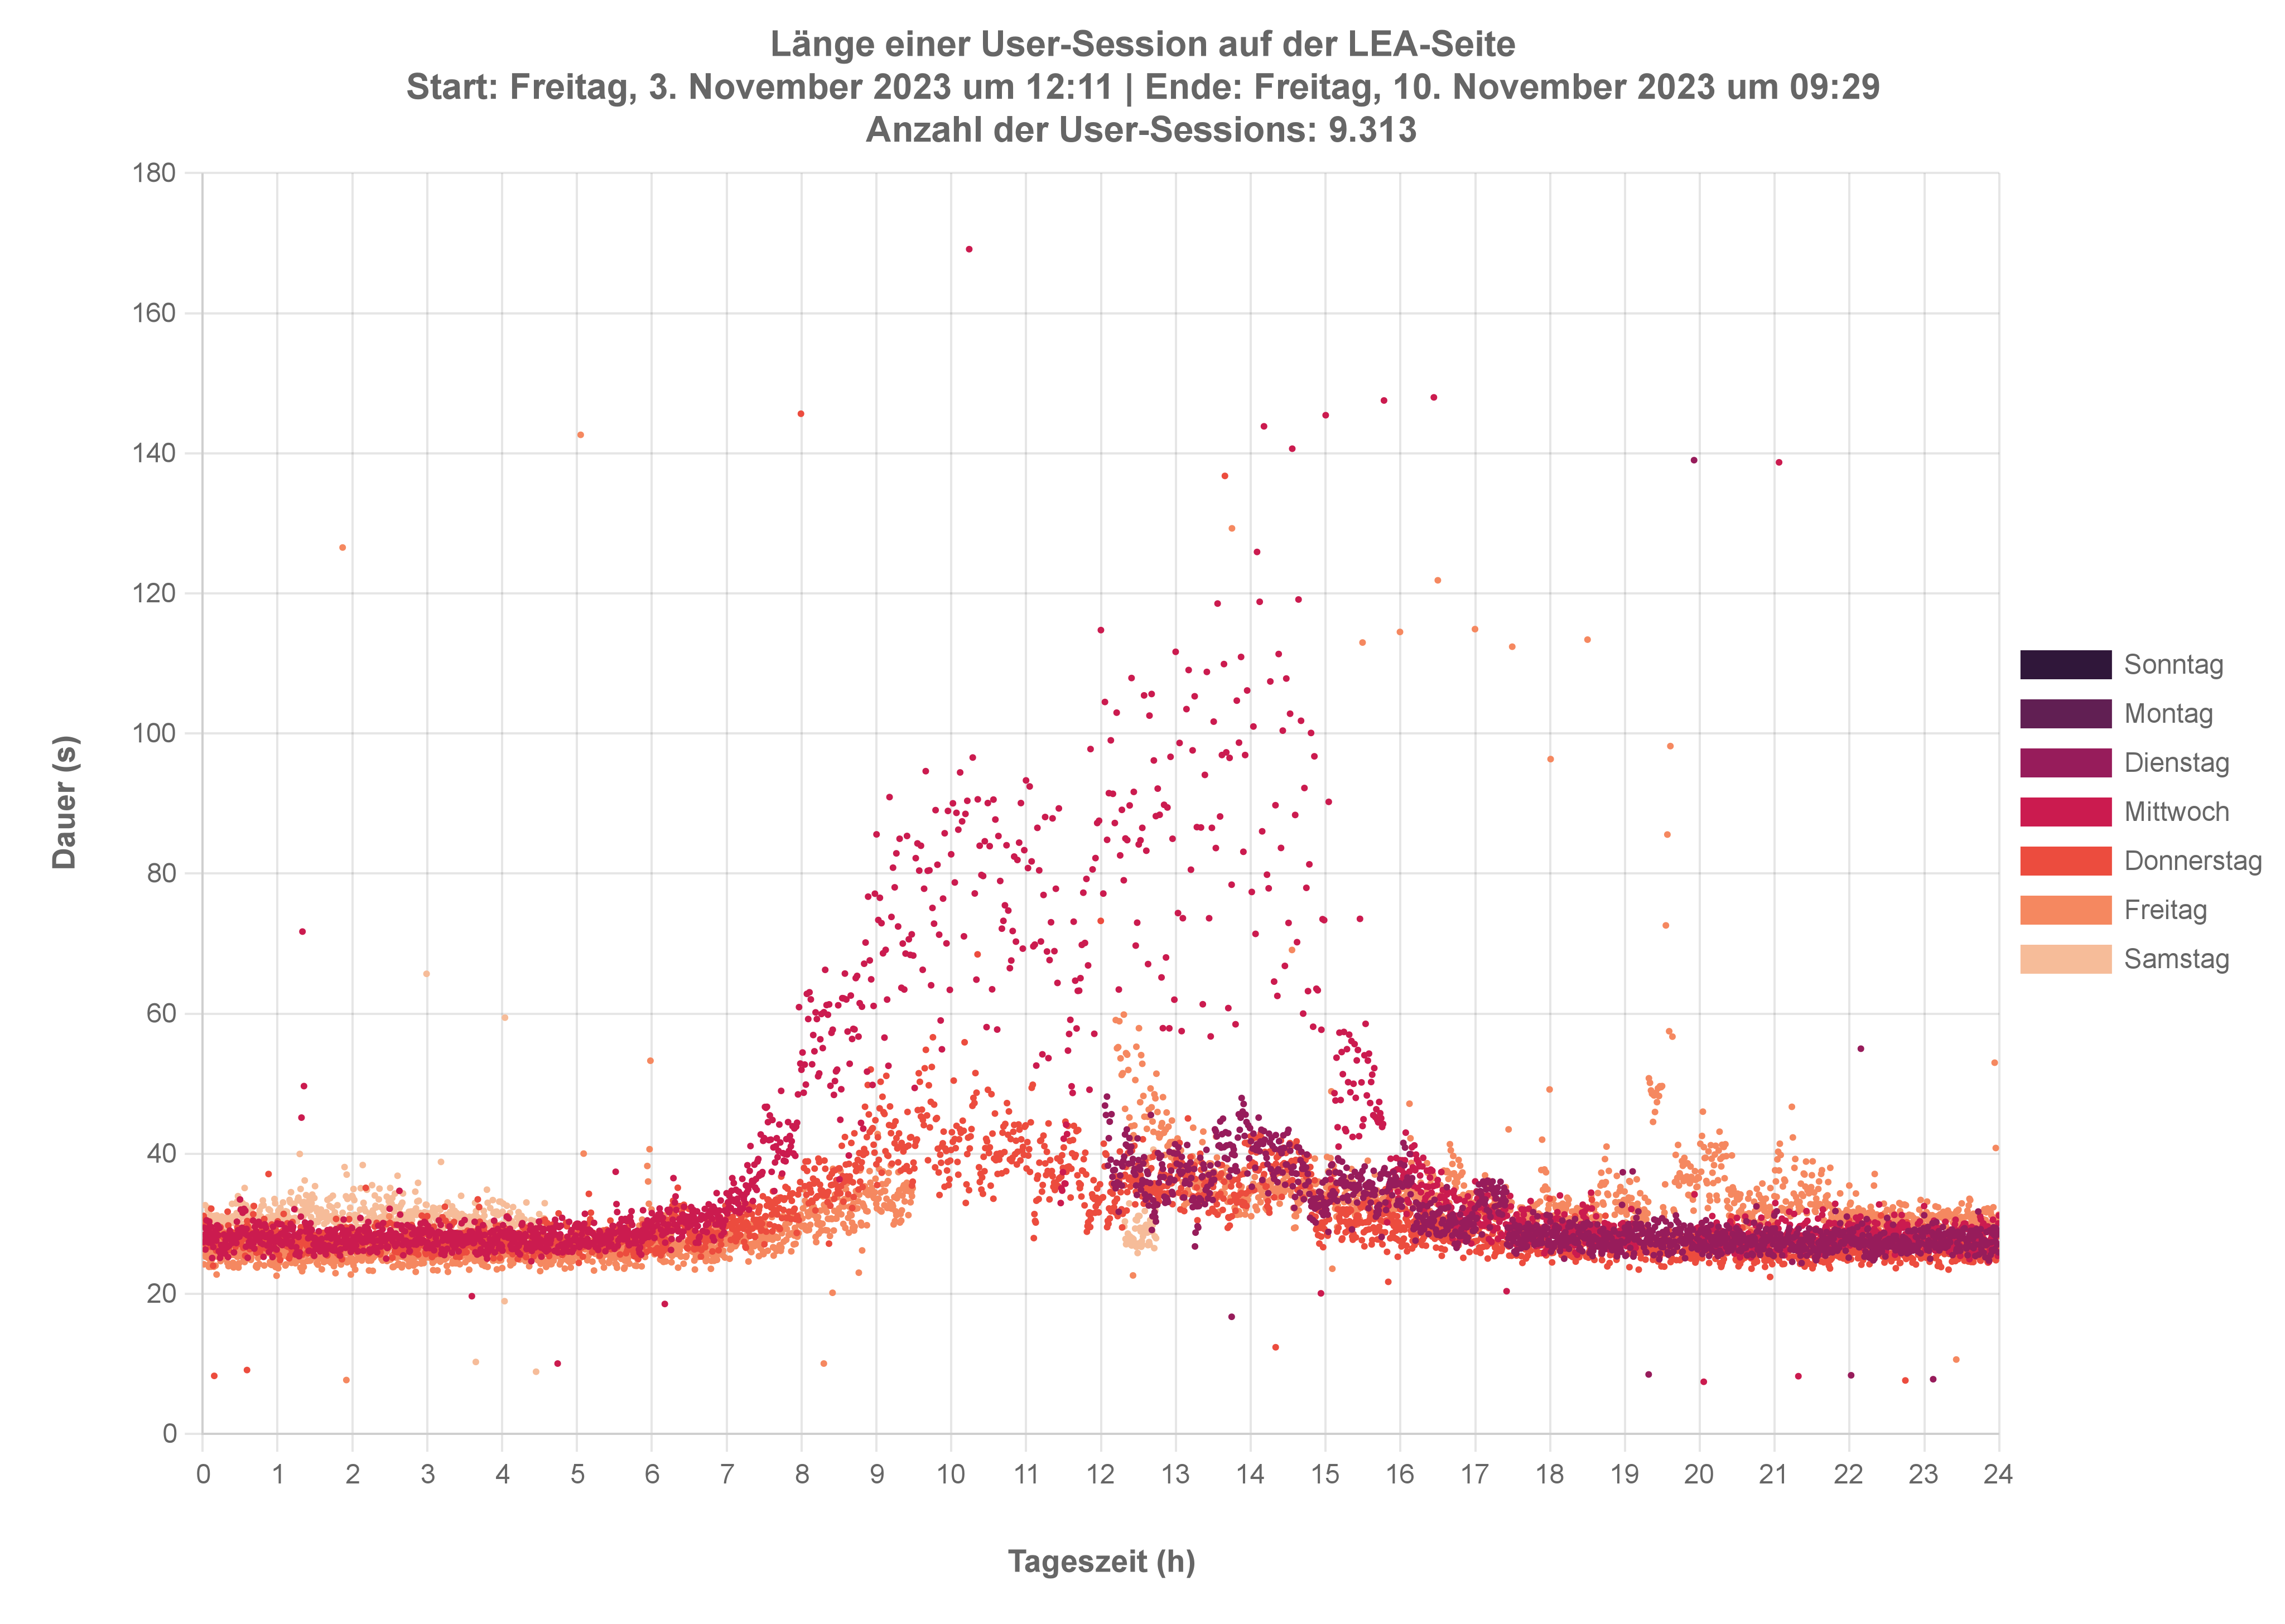 Länge einer User-Session auf der LEA-Seite
Start: Freitag, 3. November 2023 um 12:11 | Ende: Freitag, 10. November 2023 um 09:29
Anzahl der User-Sessions: 9.313
180
160
140
120
100
80
60
40
20
0
Dauer (s)
0 1 2 3 4 5 6 7 8 9 10 11 12 13 14 15 16 17 18 19 20 21 22 23 24
Tageszeit (h)
Sonntag
Montag
Dienstag
Mittwoch
Donnerstag
Freitag
Samstag